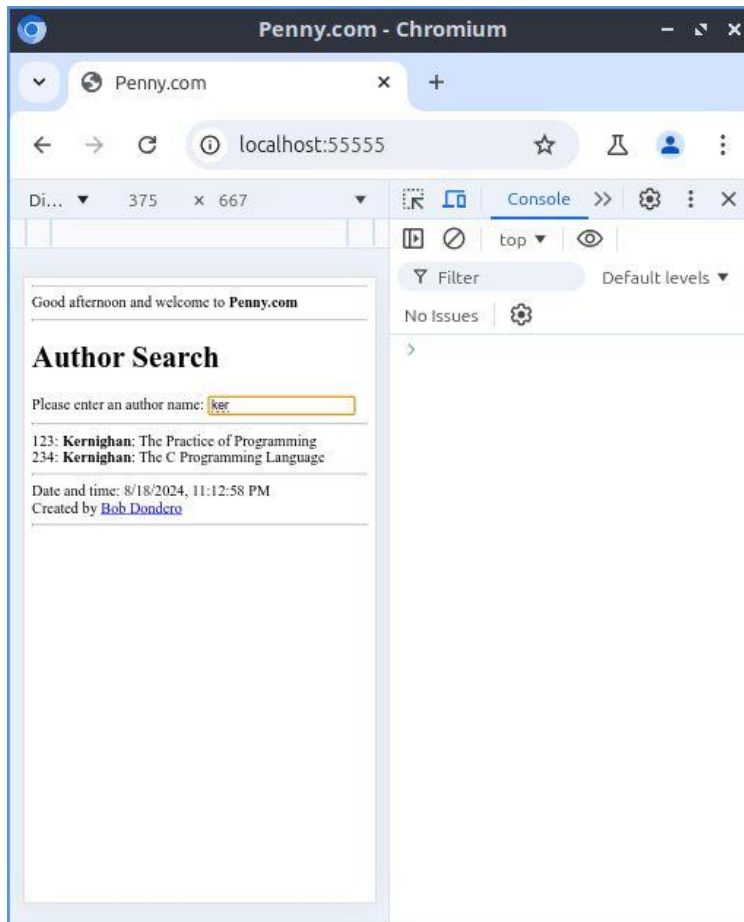 Penny.com - Chromium
Penny.com
localhost:55555
Di... 375 × 667
Console
top
Filter Default levels
No Issues
Good afternoon and welcome to Penny.com
Author Search
Please enter an author name: ker
123: Kernighan: The Practice of Programming
234: Kernighan: The C Programming Language
Date and time: 8/18/2024, 11:12:58 PM
Created by Bob Dondero